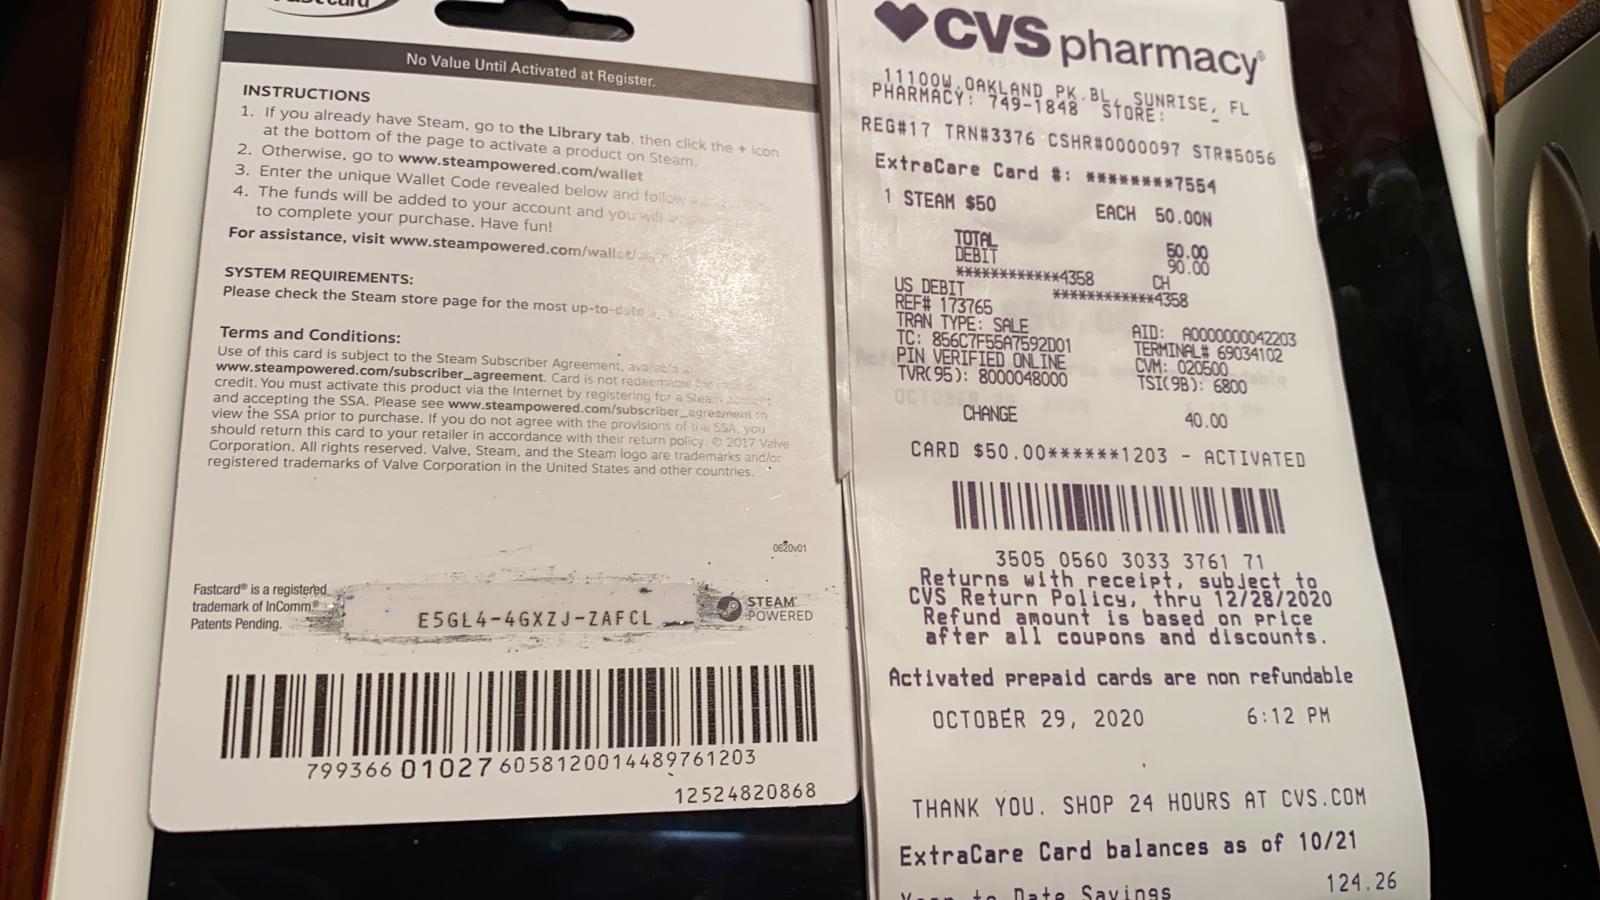 No Value Until Activated at Register.
INSTRUCTIONS
1. If you already have Steam, go to the Library tab, then click the + icon
at the bottom of the page to activate a product on Steam.
2. Otherwise, go to www.steampowered.com/wallet
3. Enter the unique Wallet Code revealed below and follow
4. The funds will be added to your account and you will
to complete your purchase. Have fun!
For assistance, visit www.steampowered.com/wallet/
SYSTEM REQUIREMENTS:
Please check the Steam store page for the most up-to-date
Terms and Conditions:
Use of this card is subject to the Steam Subscriber Agreement, available at
www.steampowered.com/subscriber_agreement. Card is not redeemable for cash or
credit. You must activate this product via the Internet by registering for a Steam account
and accepting the SSA. Please see www.steampowered.com/subscriber_agreement to
view the SSA prior to purchase. If you do not agree with the provisions of the SSA, you
should return this card to your retailer in accordance with their return policy. © 2017 Valve
Corporation. All rights reserved. Valve, Steam, and the Steam logo are trademarks and/or
registered trademarks of Valve Corporation in the United States and other countries.
0620v01
Fastcard® is a registered
trademark of InComm.®
Patents Pending.
E5GL4-4GXZJ-ZAFCL
STEAM
POWERED
799366 01027 6058120014489761203
12524820868
CVS pharmacy®
11100W.OAKLAND PK.BL, SUNRISE, FL
PHARMACY: 749-1848 STORE:
REG#17 TRN#3376 CSHR#0000097 STR#5056
ExtraCare Card #: ********7554
1 STEAM $50 EACH 50.00N
TOTAL 50.00
DEBIT 90.00
************4358 CH
US DEBIT ************4358
REF# 173765
TRAN TYPE: SALE AID: A0000000042203
TC: 856C7F55A7592D01 TERMINAL# 69034102
PIN VERIFIED ONLINE CVM: 020500
TVR(95): 8000048000 TSI(9B): 6800
CHANGE 40.00
CARD $50.00******1203 - ACTIVATED
3505 0560 3033 3761 71
Returns with receipt, subject to
CVS Return Policy, thru 12/28/2020
Refund amount is based on price
after all coupons and discounts.
Activated prepaid cards are non refundable
OCTOBER 29, 2020 6:12 PM
THANK YOU. SHOP 24 HOURS AT CVS.COM
ExtraCare Card balances as of 10/21
Year to Date Savings 124.26